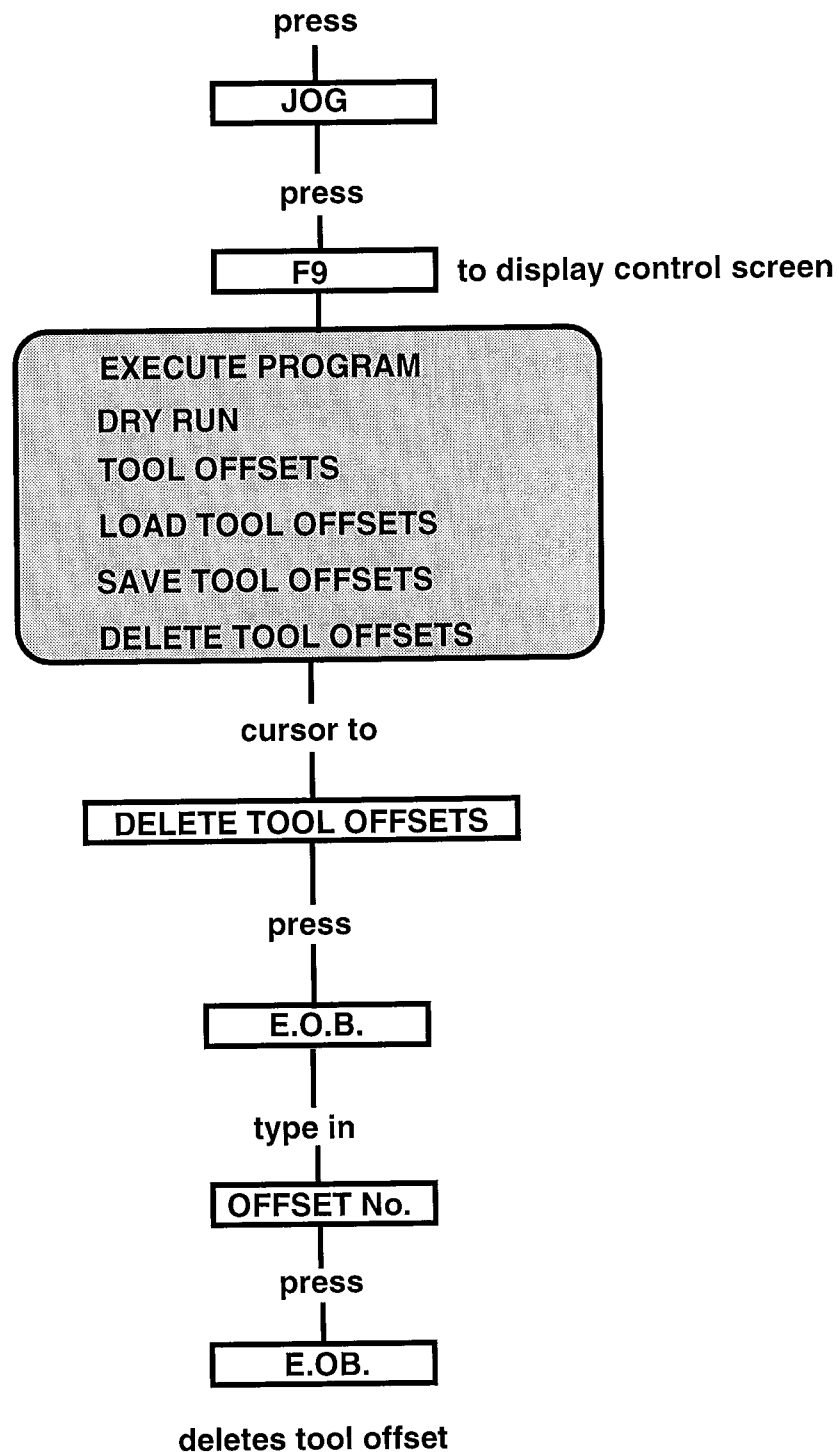 press
JOG
press
F9 to display control screen
EXECUTE PROGRAM
DRY RUN
TOOL OFFSETS
LOAD TOOL OFFSETS
SAVE TOOL OFFSETS
DELETE TOOL OFFSETS
cursor to
DELETE TOOL OFFSETS
press
E.O.B.
type in
OFFSET No.
press
E.OB.
deletes tool offset